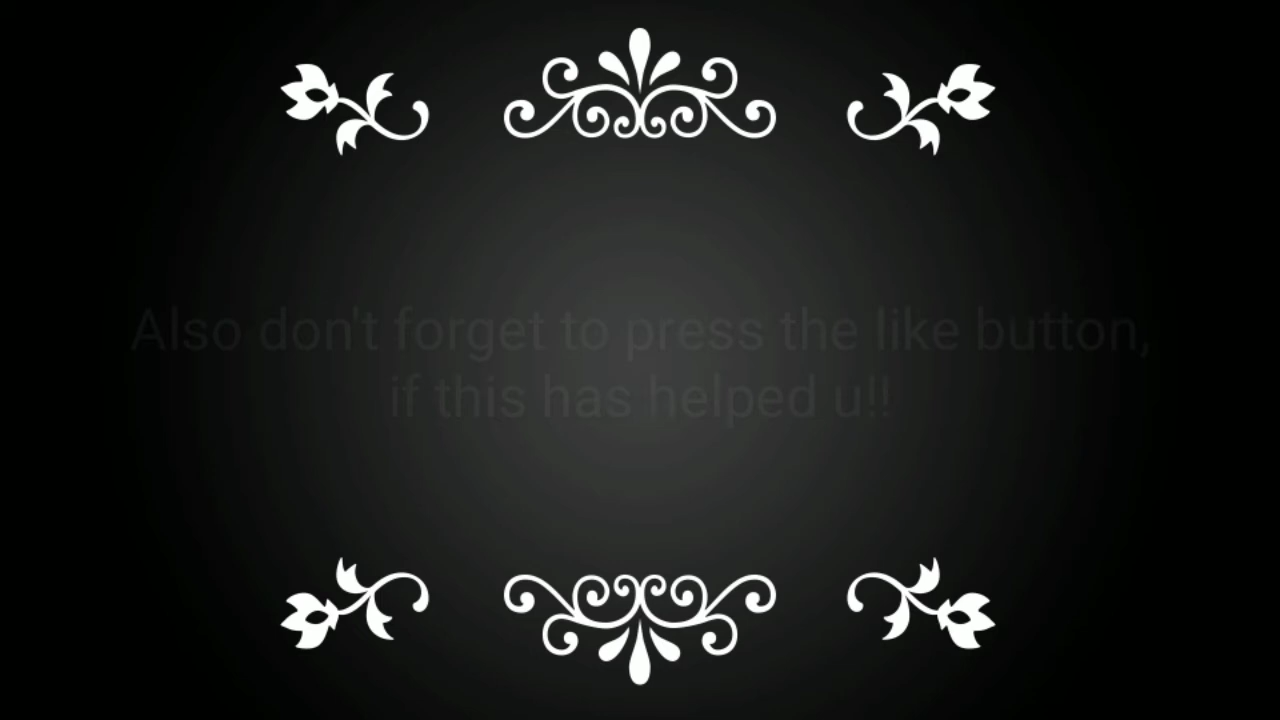 Also don't forget to press the like button,
if this has helped u!!